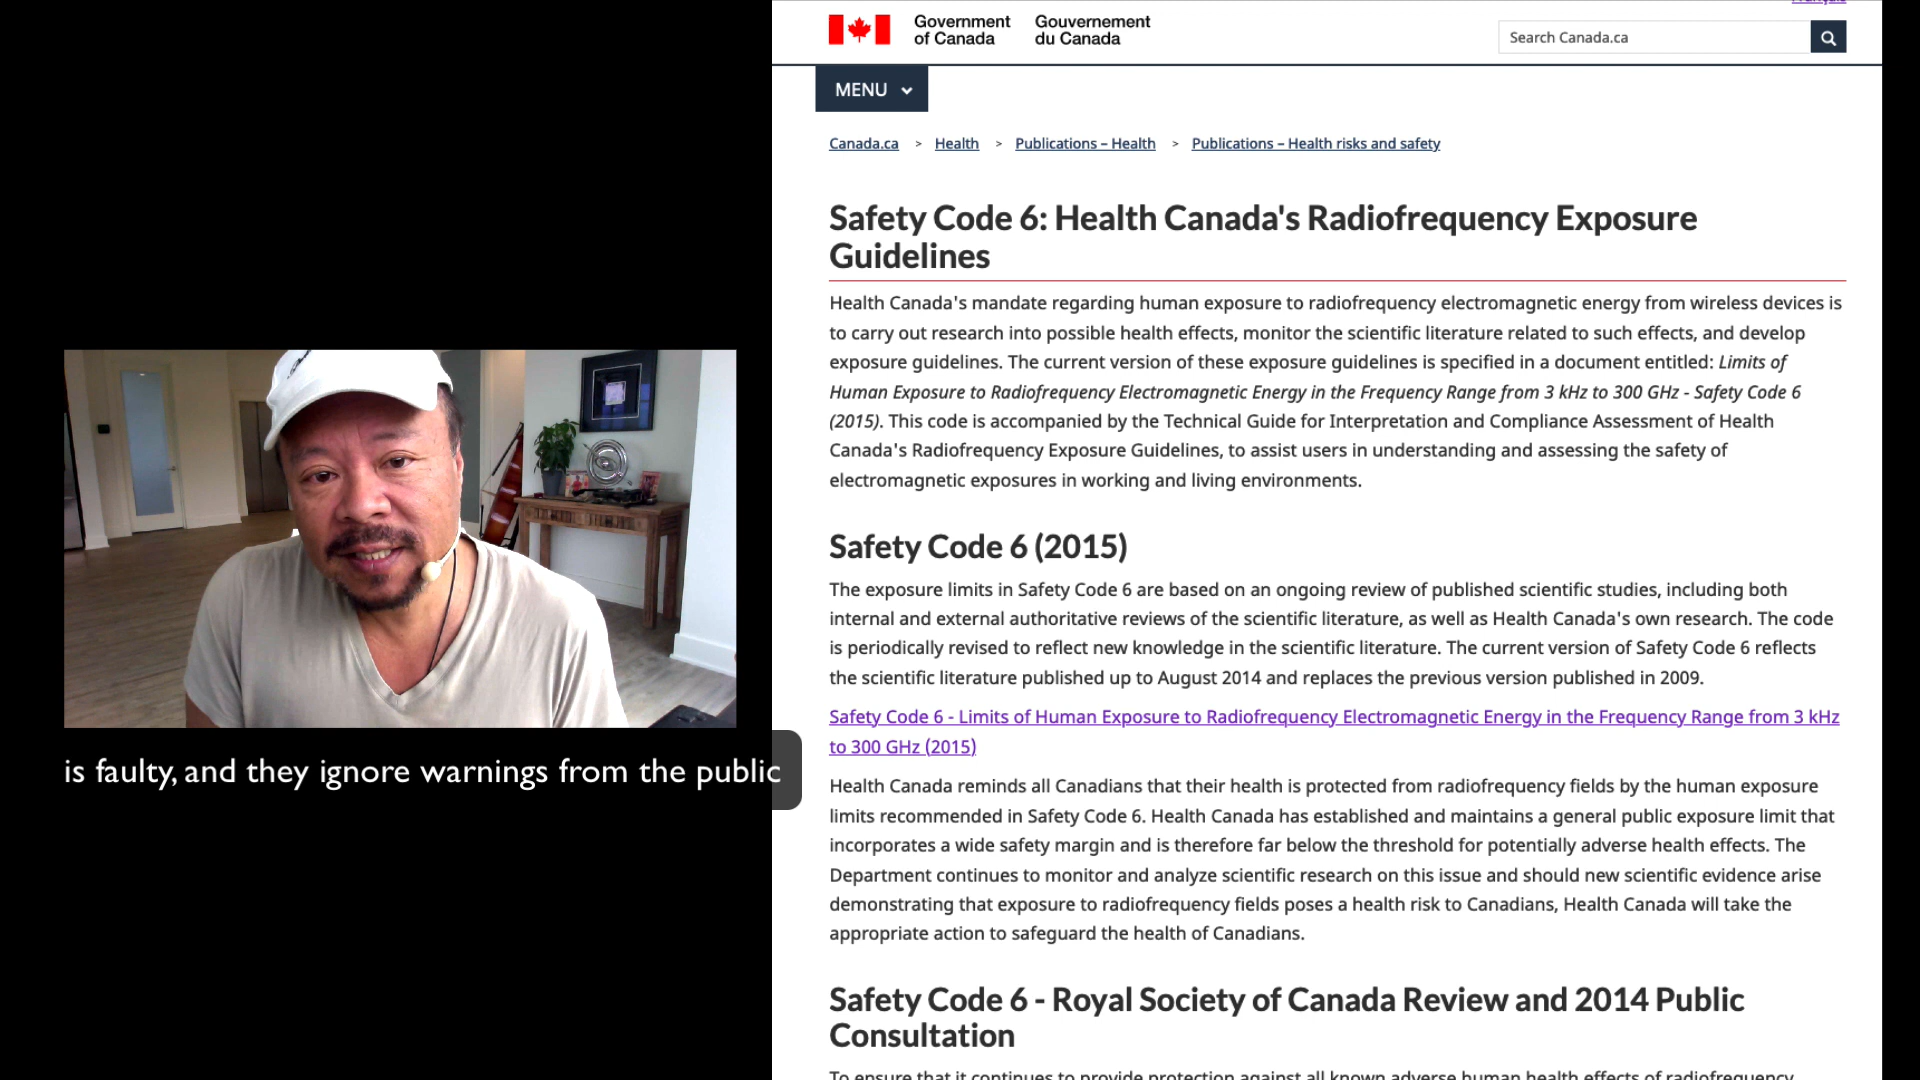 Français
Government
of Canada
Gouvernement
du Canada
Search Canada.ca
MENU
Canada.ca > Health > Publications – Health > Publications – Health risks and safety
Safety Code 6: Health Canada's Radiofrequency Exposure
Guidelines
Health Canada's mandate regarding human exposure to radiofrequency electromagnetic energy from wireless devices is
to carry out research into possible health effects, monitor the scientific literature related to such effects, and develop
exposure guidelines. The current version of these exposure guidelines is specified in a document entitled: Limits of
Human Exposure to Radiofrequency Electromagnetic Energy in the Frequency Range from 3 kHz to 300 GHz - Safety Code 6
(2015). This code is accompanied by the Technical Guide for Interpretation and Compliance Assessment of Health
Canada's Radiofrequency Exposure Guidelines, to assist users in understanding and assessing the safety of
electromagnetic exposures in working and living environments.
Safety Code 6 (2015)
The exposure limits in Safety Code 6 are based on an ongoing review of published scientific studies, including both
internal and external authoritative reviews of the scientific literature, as well as Health Canada's own research. The code
is periodically revised to reflect new knowledge in the scientific literature. The current version of Safety Code 6 reflects
the scientific literature published up to August 2014 and replaces the previous version published in 2009.
Safety Code 6 - Limits of Human Exposure to Radiofrequency Electromagnetic Energy in the Frequency Range from 3 kHz
to 300 GHz (2015)
Health Canada reminds all Canadians that their health is protected from radiofrequency fields by the human exposure
limits recommended in Safety Code 6. Health Canada has established and maintains a general public exposure limit that
incorporates a wide safety margin and is therefore far below the threshold for potentially adverse health effects. The
Department continues to monitor and analyze scientific research on this issue and should new scientific evidence arise
demonstrating that exposure to radiofrequency fields poses a health risk to Canadians, Health Canada will take the
appropriate action to safeguard the health of Canadians.
Safety Code 6 - Royal Society of Canada Review and 2014 Public
Consultation
To ensure that it continues to provide protection against all known adverse human health effects of radiofrequency
is faulty, and they ignore warnings from the public